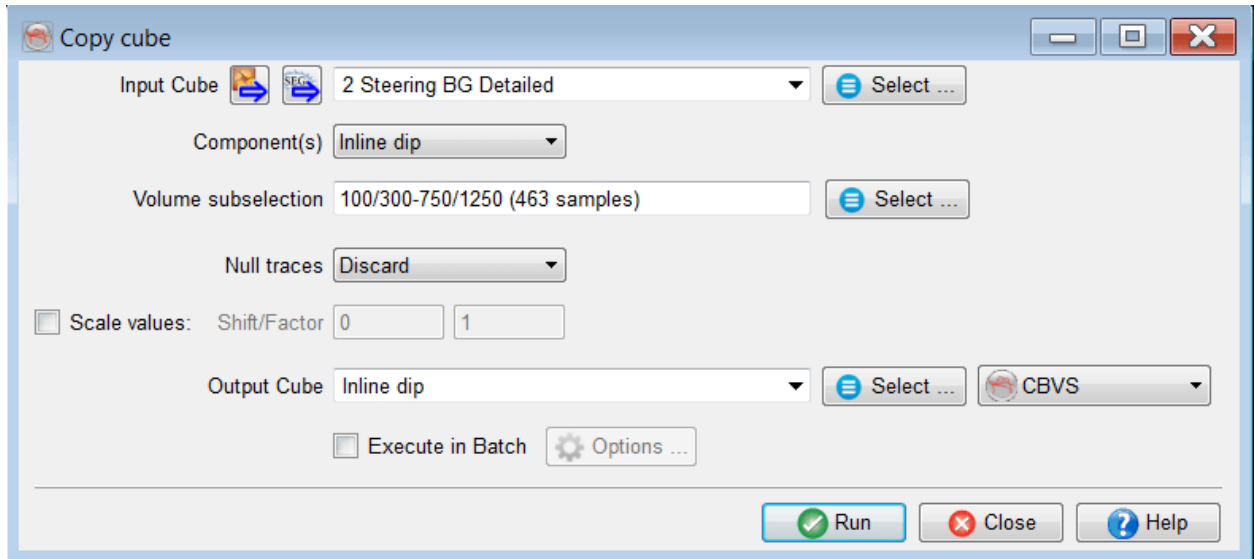 Copy cube
Input Cube SEG 2 Steering BG Detailed Select ...
Component(s) Inline dip
Volume subselection 100/300-750/1250 (463 samples) Select ...
Null traces Discard
Scale values: Shift/Factor 0 1
Output Cube Inline dip Select ... CBVS
Execute in Batch Options ...
Run Close Help